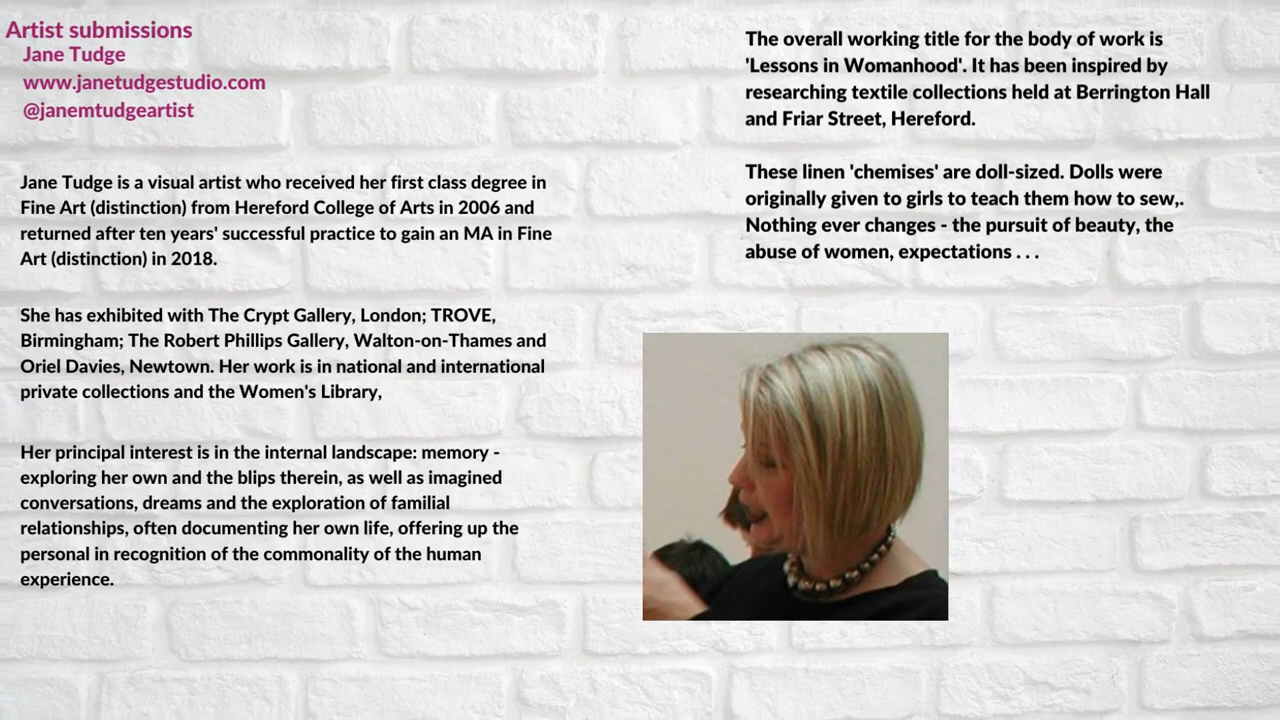 Artist submissions
Jane Tudge
www.janetudgestudio.com
@janemtudgeartist
Jane Tudge is a visual artist who received her first class degree in
Fine Art (distinction) from Hereford College of Arts in 2006 and
returned after ten years' successful practice to gain an MA in Fine
Art (distinction) in 2018.
She has exhibited with The Crypt Gallery, London; TROVE,
Birmingham; The Robert Phillips Gallery, Walton-on-Thames and
Oriel Davies, Newtown. Her work is in national and international
private collections and the Women's Library,
Her principal interest is in the internal landscape: memory -
exploring her own and the blips therein, as well as imagined
conversations, dreams and the exploration of familial
relationships, often documenting her own life, offering up the
personal in recognition of the commonality of the human
experience.
The overall working title for the body of work is
'Lessons in Womanhood'. It has been inspired by
researching textile collections held at Berrington Hall
and Friar Street, Hereford.
These linen 'chemises' are doll-sized. Dolls were
originally given to girls to teach them how to sew,.
Nothing ever changes - the pursuit of beauty, the
abuse of women, expectations . . .